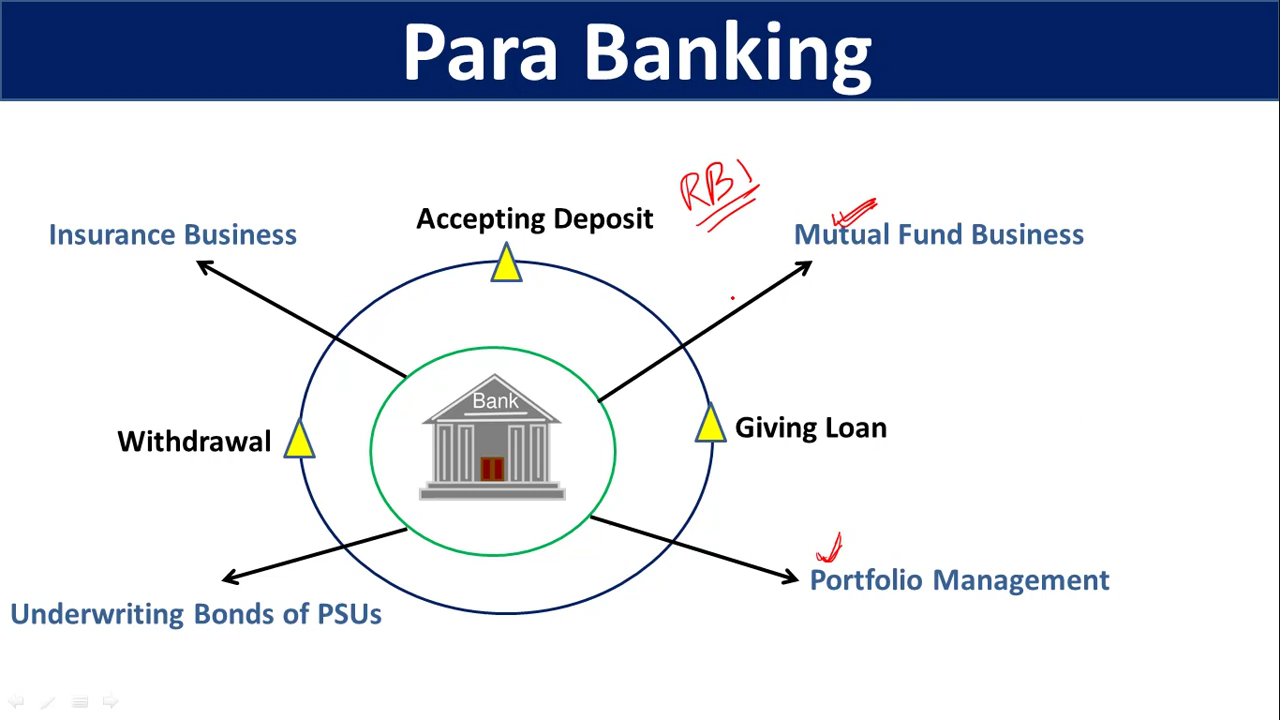 Para Banking
RBI
Accepting Deposit
Insurance Business
Mutual Fund Business
Bank
Withdrawal
Giving Loan
Portfolio Management
Underwriting Bonds of PSUs